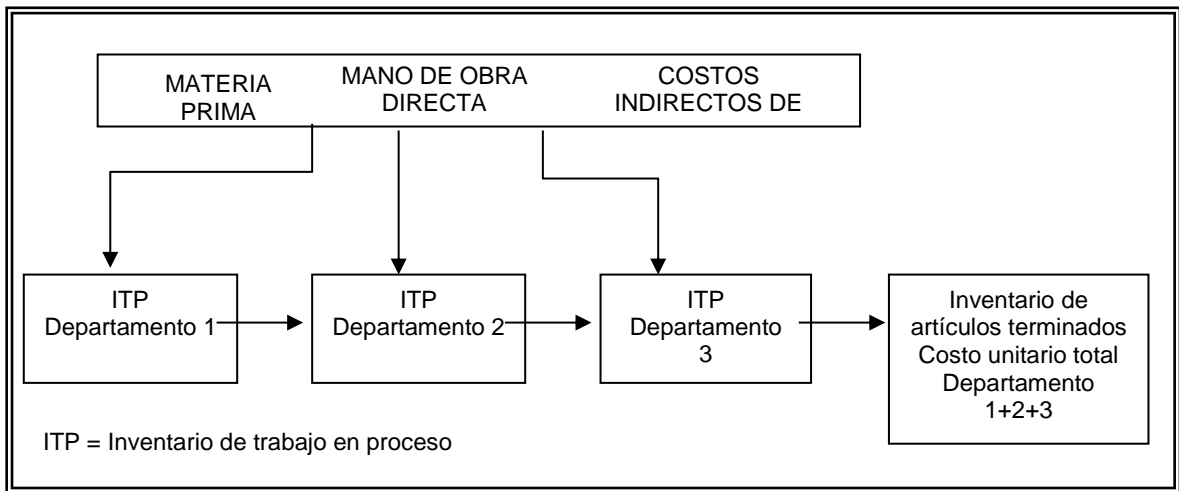 MATERIA
PRIMA
MANO DE OBRA
DIRECTA
COSTOS
INDIRECTOS DE
ITP
Departamento 1
ITP
Departamento 2
ITP
Departamento
3
Inventario de
artículos terminados
Costo unitario total
Departamento
1+2+3
ITP = Inventario de trabajo en proceso